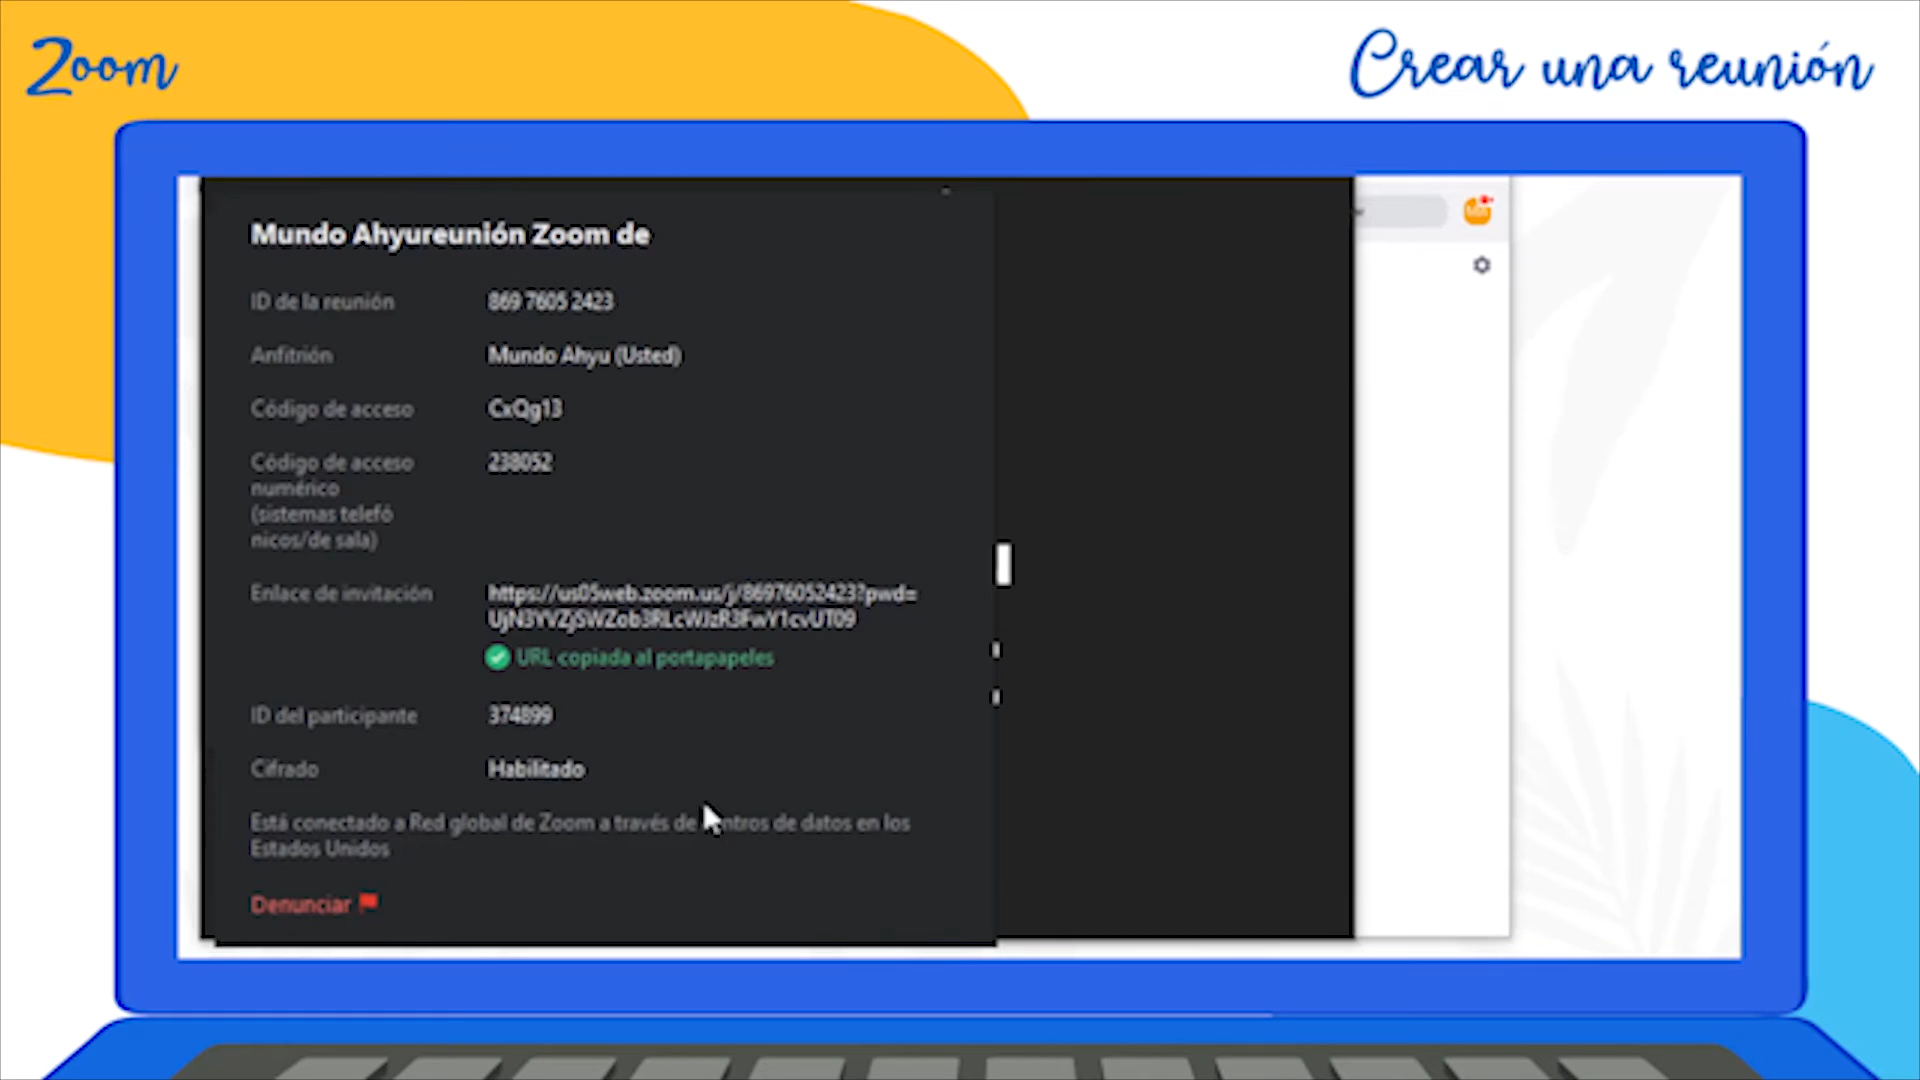 Zoom
Crear una reunión
Mundo Ahyureunión Zoom de
ID de la reunión 869 7605 2423
Anfitrión Mundo Ahyu (Usted)
Código de acceso CxQg13
Código de acceso 238052
numérico
(sistemas telefó
nicos/de sala)
Enlace de invitación https://us05web.zoom.us/j/86976052423?pwd=
UjN3YVZjSWZob3RLcWJzR3FwY1cvUT09
URL copiada al portapapeles
ID del participante 374899
Cifrado Habilitado
Está conectado a Red global de Zoom a través de ntros de datos en los
Estados Unidos
Denunciar